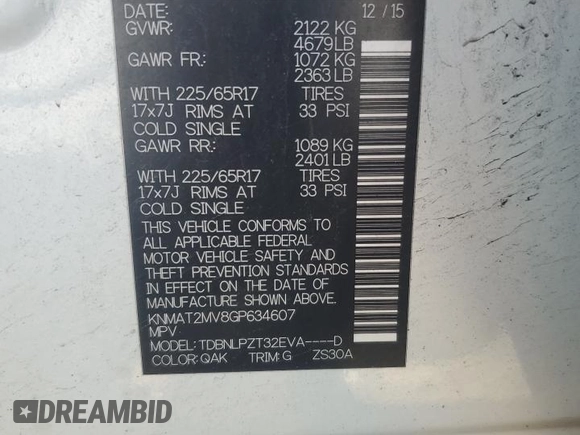 DATE: 12/15
GVWR: 2122 KG
4679LB
GAWR FR.: 1072 KG
2363 LB
WITH 225/65R17 TIRES
17x7J RIMS AT 33 PSI
COLD SINGLE
GAWR RR.: 1089 KG
2401 LB
WITH 225/65R17 TIRES
17x7J RIMS AT 33 PSI
COLD SINGLE
THIS VEHICLE CONFORMS TO
ALL APPLICABLE FEDERAL
MOTOR VEHICLE SAFETY AND
THEFT PREVENTION STANDARDS
IN EFFECT ON THE DATE OF
MANUFACTURE SHOWN ABOVE.
KNMAT2MV8GP634607
MPV
MODEL: TDBNLPZT32EVA----D
COLOR: QAK TRIM: G ZS30A
DREAMBID